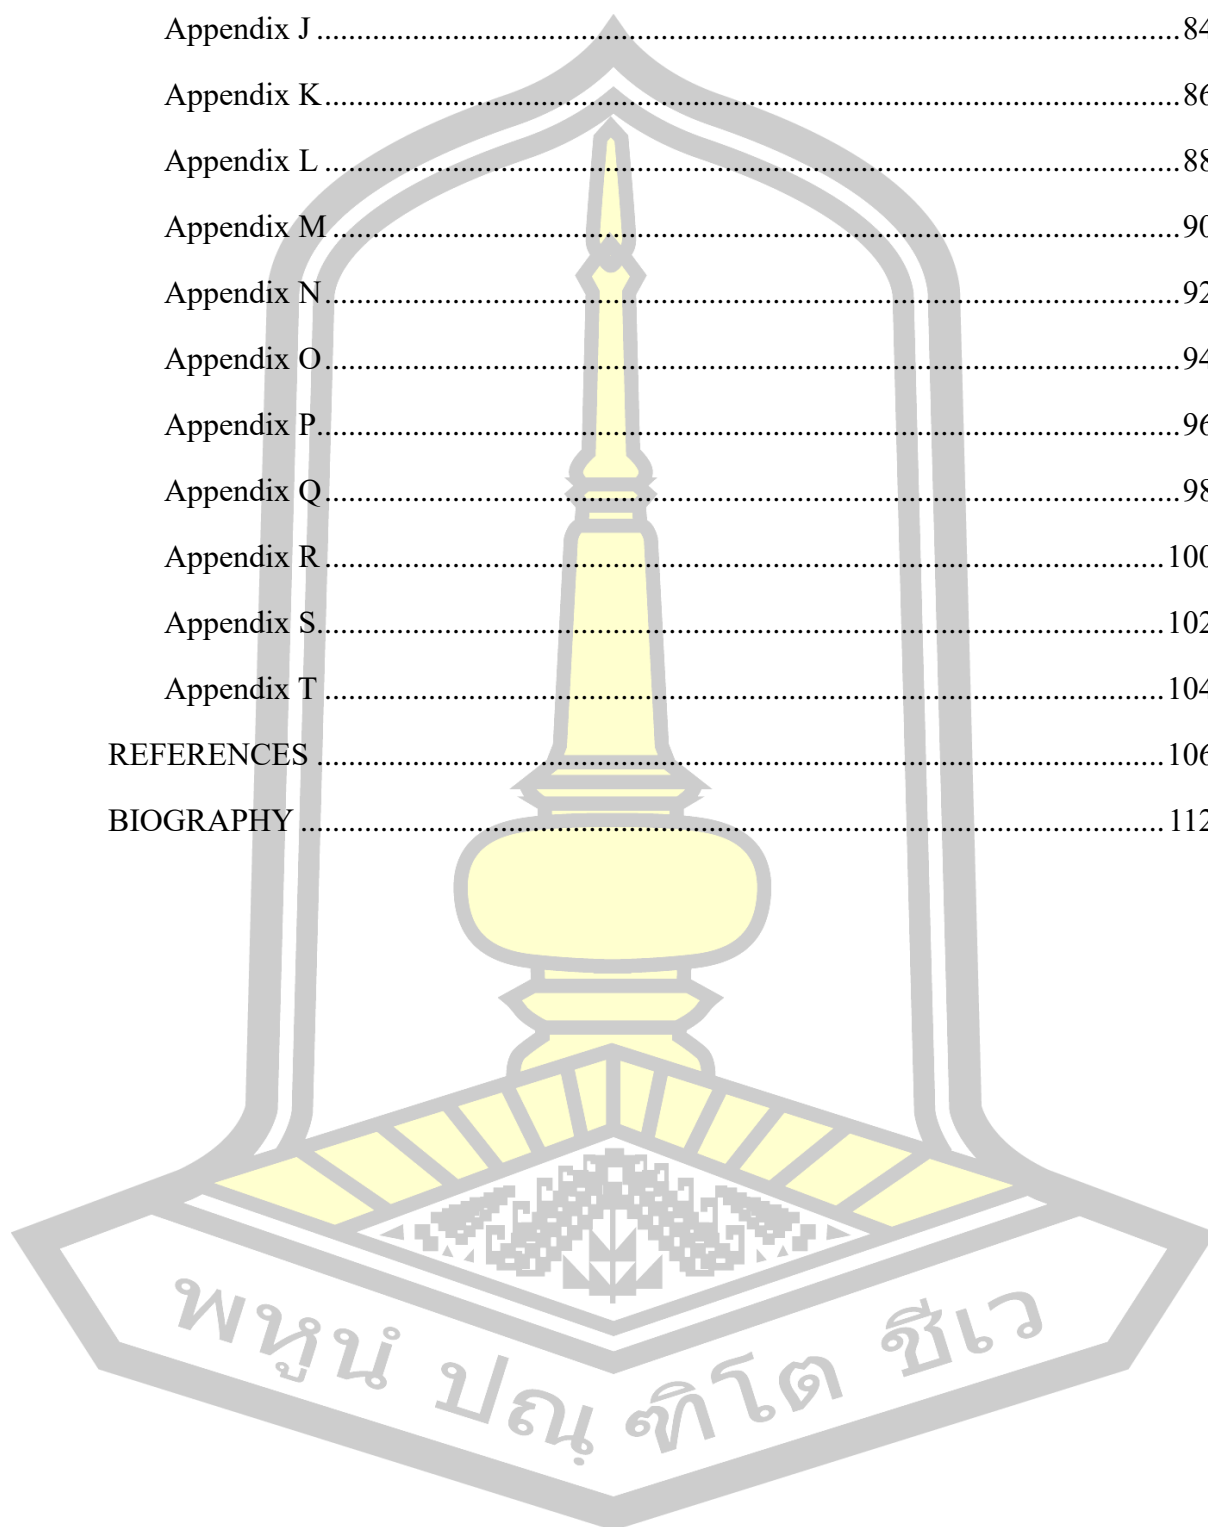 Appendix J ........................................................................................................ 84
Appendix K ........................................................................................................ 86
Appendix L ........................................................................................................ 88
Appendix M ........................................................................................................ 90
Appendix N ........................................................................................................ 92
Appendix O ........................................................................................................ 94
Appendix P ........................................................................................................ 96
Appendix Q ........................................................................................................ 98
Appendix R ........................................................................................................ 100
Appendix S ........................................................................................................ 102
Appendix T ........................................................................................................ 104
REFERENCES ........................................................................................................ 106
BIOGRAPHY ........................................................................................................ 112
พหูนํ ปณฺฑิโต ชีเว